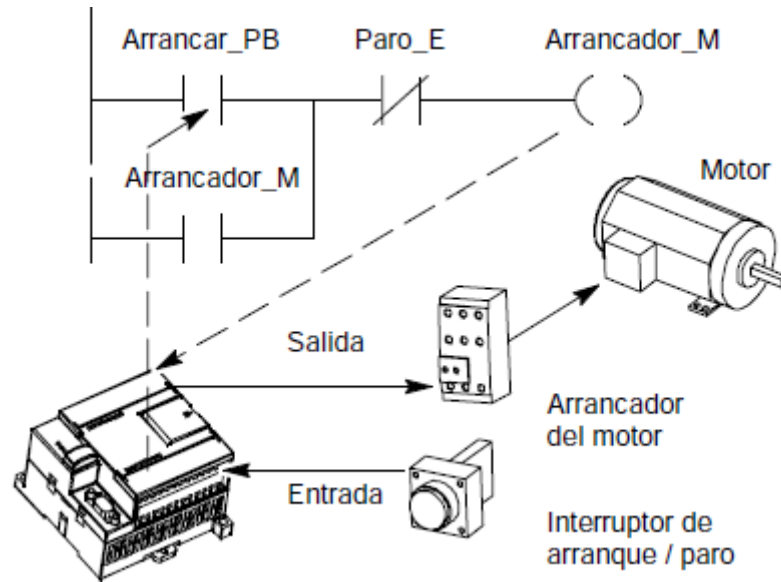 Arrancar_PB
Paro_E
Arrancador_M
Arrancador_M
Motor
Salida
Arrancador
del motor
Entrada
Interruptor de
arranque / paro